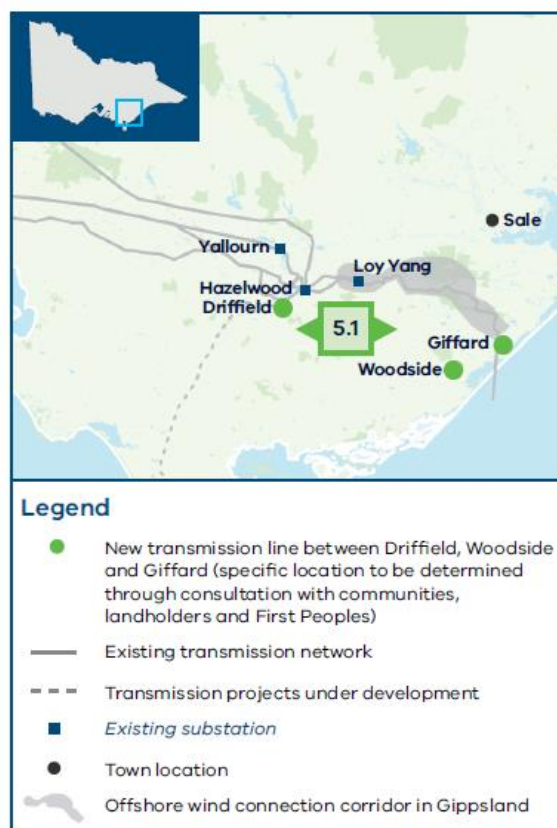 Sale
Yallourn
Loy Yang
Hazelwood
Driffield
5.1
Giffard
Woodside
Legend
New transmission line between Driffield, Woodside
and Giffard (specific location to be determined
through consultation with communities,
landholders and First Peoples)
Existing transmission network
Transmission projects under development
Existing substation
Town location
Offshore wind connection corridor in Gippsland